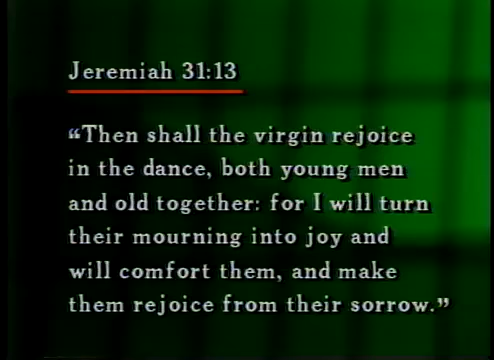 Jeremiah 31:13
“Then shall the virgin rejoice
in the dance, both young men
and old together: for I will turn
their mourning into joy and
will comfort them, and make
them rejoice from their sorrow.”